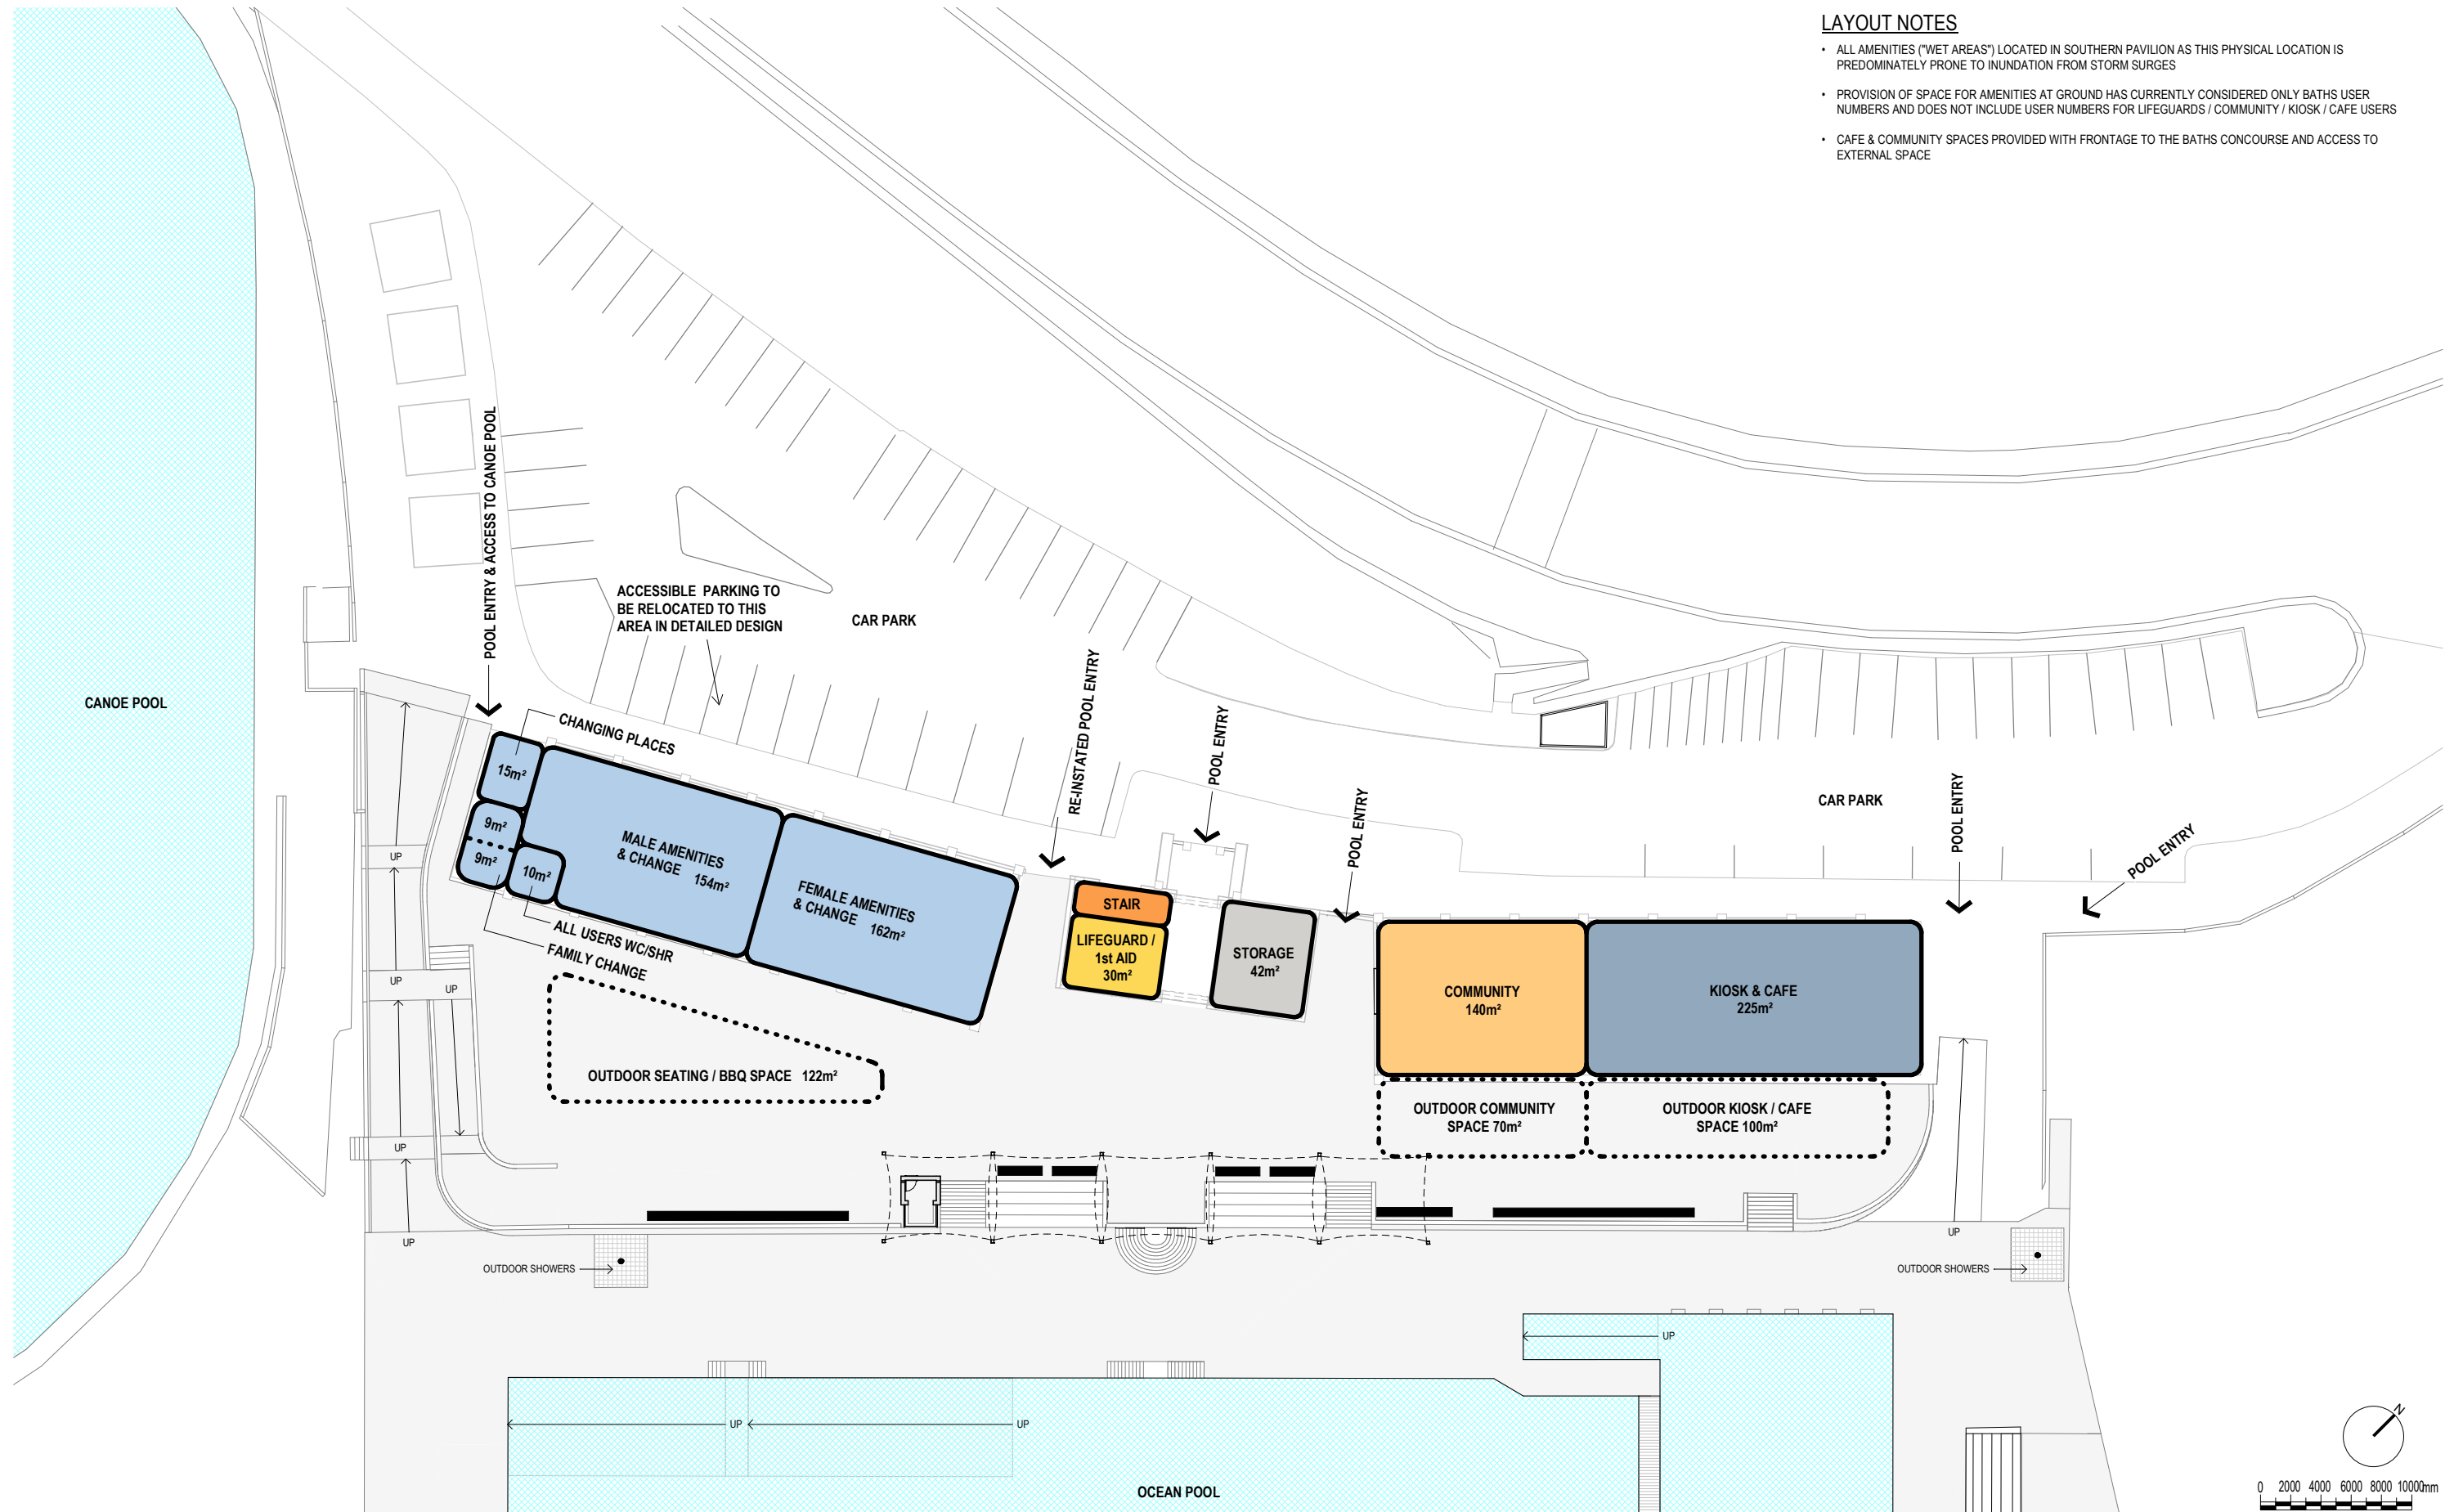 LAYOUT NOTES
• ALL AMENITIES ("WET AREAS") LOCATED IN SOUTHERN PAVILION AS THIS PHYSICAL LOCATION IS
PREDOMINATELY PRONE TO INUNDATION FROM STORM SURGES
• PROVISION OF SPACE FOR AMENITIES AT GROUND HAS CURRENTLY CONSIDERED ONLY BATHS USER
NUMBERS AND DOES NOT INCLUDE USER NUMBERS FOR LIFEGUARDS / COMMUNITY / KIOSK / CAFE USERS
• CAFE & COMMUNITY SPACES PROVIDED WITH FRONTAGE TO THE BATHS CONCOURSE AND ACCESS TO
EXTERNAL SPACE
POOL ENTRY & ACCESS TO CANOE POOL
ACCESSIBLE PARKING TO
BE RELOCATED TO THIS
AREA IN DETAILED DESIGN
CAR PARK
CANOE POOL
CHANGING PLACES
RE-INSTATED POOL ENTRY
POOL ENTRY
POOL ENTRY
CAR PARK
POOL ENTRY
POOL ENTRY
15m²
9m²
9m²
10m²
MALE AMENITIES
& CHANGE 154m²
FEMALE AMENITIES
& CHANGE 162m²
ALL USERS WC/SHR
FAMILY CHANGE
STAIR
LIFEGUARD /
1st AID
30m²
STORAGE
42m²
COMMUNITY
140m²
KIOSK & CAFE
225m²
UP
UP
UP
UP
UP
OUTDOOR SEATING / BBQ SPACE 122m²
OUTDOOR COMMUNITY
SPACE 70m²
OUTDOOR KIOSK / CAFE
SPACE 100m²
UP
OUTDOOR SHOWERS
OUTDOOR SHOWERS
UP
UP
UP
OCEAN POOL
N
0 2000 4000 6000 8000 10000mm